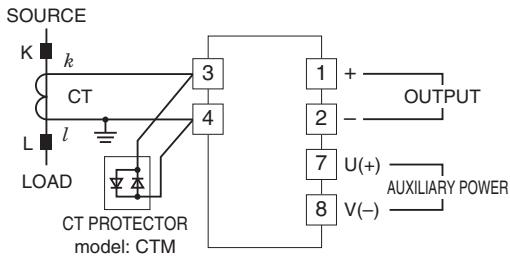 SOURCE
K
k
CT
L
l
LOAD
CT PROTECTOR
model: CTM
3
4
1
+
2
–
OUTPUT
7
U(+)
8
V(–)
AUXILIARY POWER